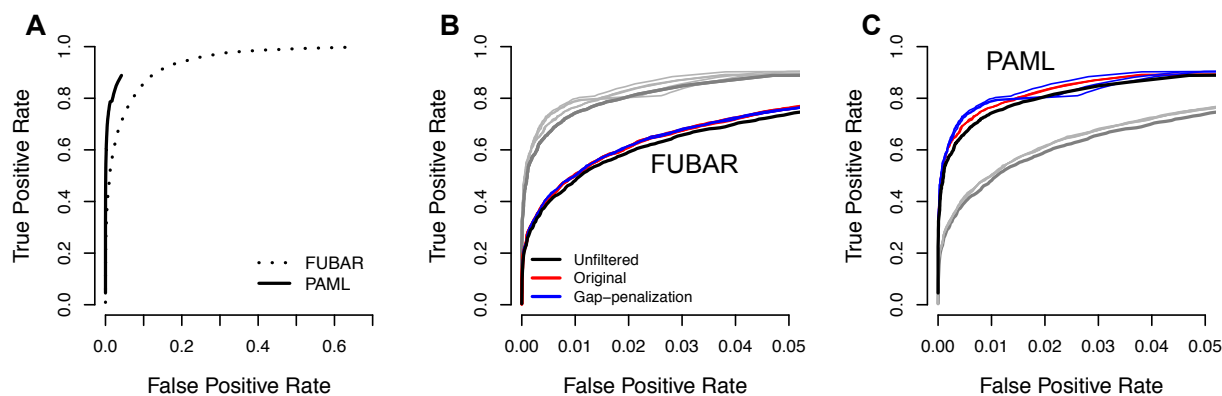 A
True Positive Rate
0.0 0.2 0.4 0.6 0.8 1.0
FUBAR
PAML
0.0 0.2 0.4 0.6
False Positive Rate
B
True Positive Rate
0.0 0.2 0.4 0.6 0.8 1.0
FUBAR
Unfiltered
Original
Gap−penalization
0.00 0.01 0.02 0.03 0.04 0.05
False Positive Rate
C
True Positive Rate
0.0 0.2 0.4 0.6 0.8 1.0
PAML
0.00 0.01 0.02 0.03 0.04 0.05
False Positive Rate